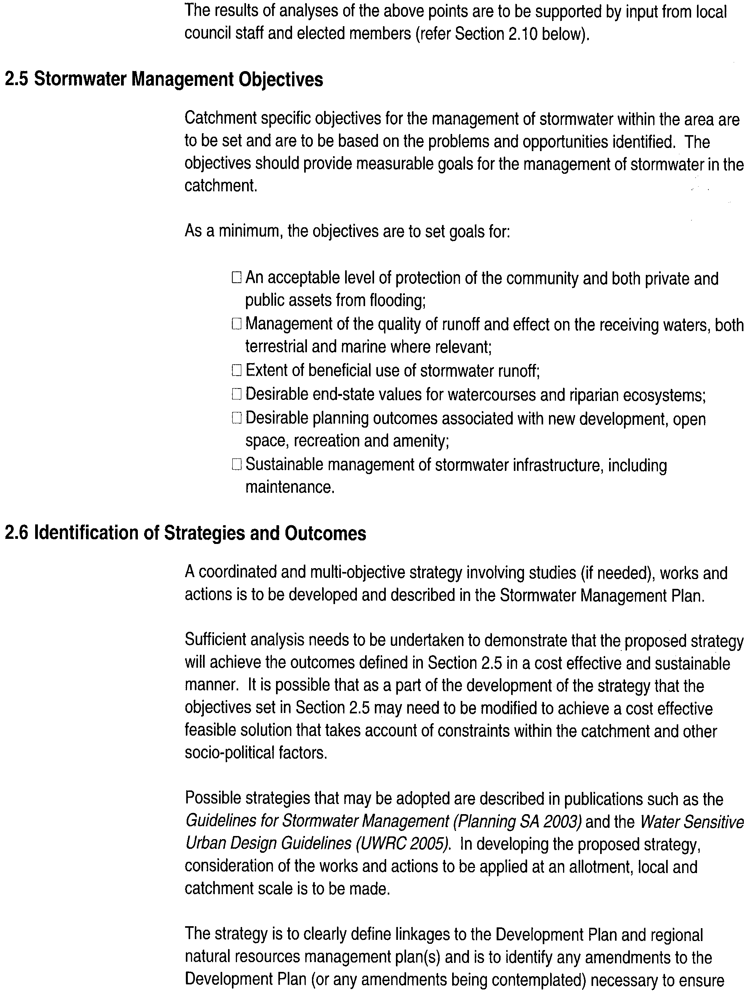 The results of analyses of the above points are to be supported by input from local
council staff and elected members (refer Section 2.10 below).
2.5 Stormwater Management Objectives
Catchment specific objectives for the management of stormwater within the area are
to be set and are to be based on the problems and opportunities identified. The
objectives should provide measurable goals for the management of stormwater in the
catchment.
As a minimum, the objectives are to set goals for:
□ An acceptable level of protection of the community and both private and
public assets from flooding;
□ Management of the quality of runoff and effect on the receiving waters, both
terrestrial and marine where relevant;
□ Extent of beneficial use of stormwater runoff;
□ Desirable end-state values for watercourses and riparian ecosystems;
□ Desirable planning outcomes associated with new development, open
space, recreation and amenity;
□ Sustainable management of stormwater infrastructure, including
maintenance.
2.6 Identification of Strategies and Outcomes
A coordinated and multi-objective strategy involving studies (if needed), works and
actions is to be developed and described in the Stormwater Management Plan.
Sufficient analysis needs to be undertaken to demonstrate that the proposed strategy
will achieve the outcomes defined in Section 2.5 in a cost effective and sustainable
manner. It is possible that as a part of the development of the strategy that the
objectives set in Section 2.5 may need to be modified to achieve a cost effective
feasible solution that takes account of constraints within the catchment and other
socio-political factors.
Possible strategies that may be adopted are described in publications such as the
Guidelines for Stormwater Management (Planning SA 2003) and the Water Sensitive
Urban Design Guidelines (UWRC 2005). In developing the proposed strategy,
consideration of the works and actions to be applied at an allotment, local and
catchment scale is to be made.
The strategy is to clearly define linkages to the Development Plan and regional
natural resources management plan(s) and is to identify any amendments to the
Development Plan (or any amendments being contemplated) necessary to ensure